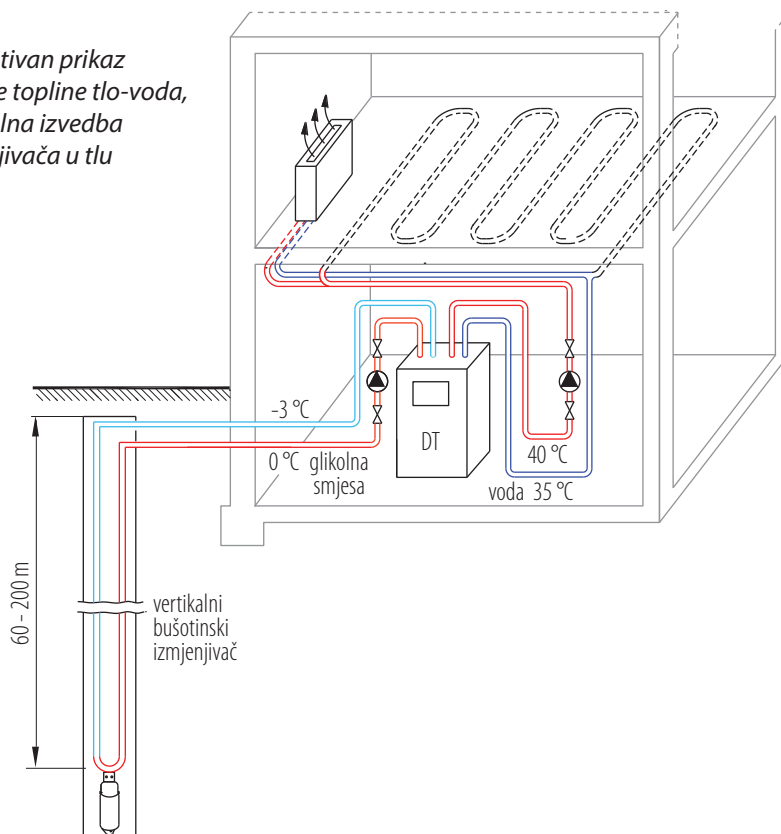 tivan prikaz
e topline tlo-voda,
lna izvedba
jivača u tlu
-3 °C
0 °C glikolna
smjesa
DT
40 °C
voda 35 °C
60 - 200 m
vertikalni
bušotinski
izmjenjivač